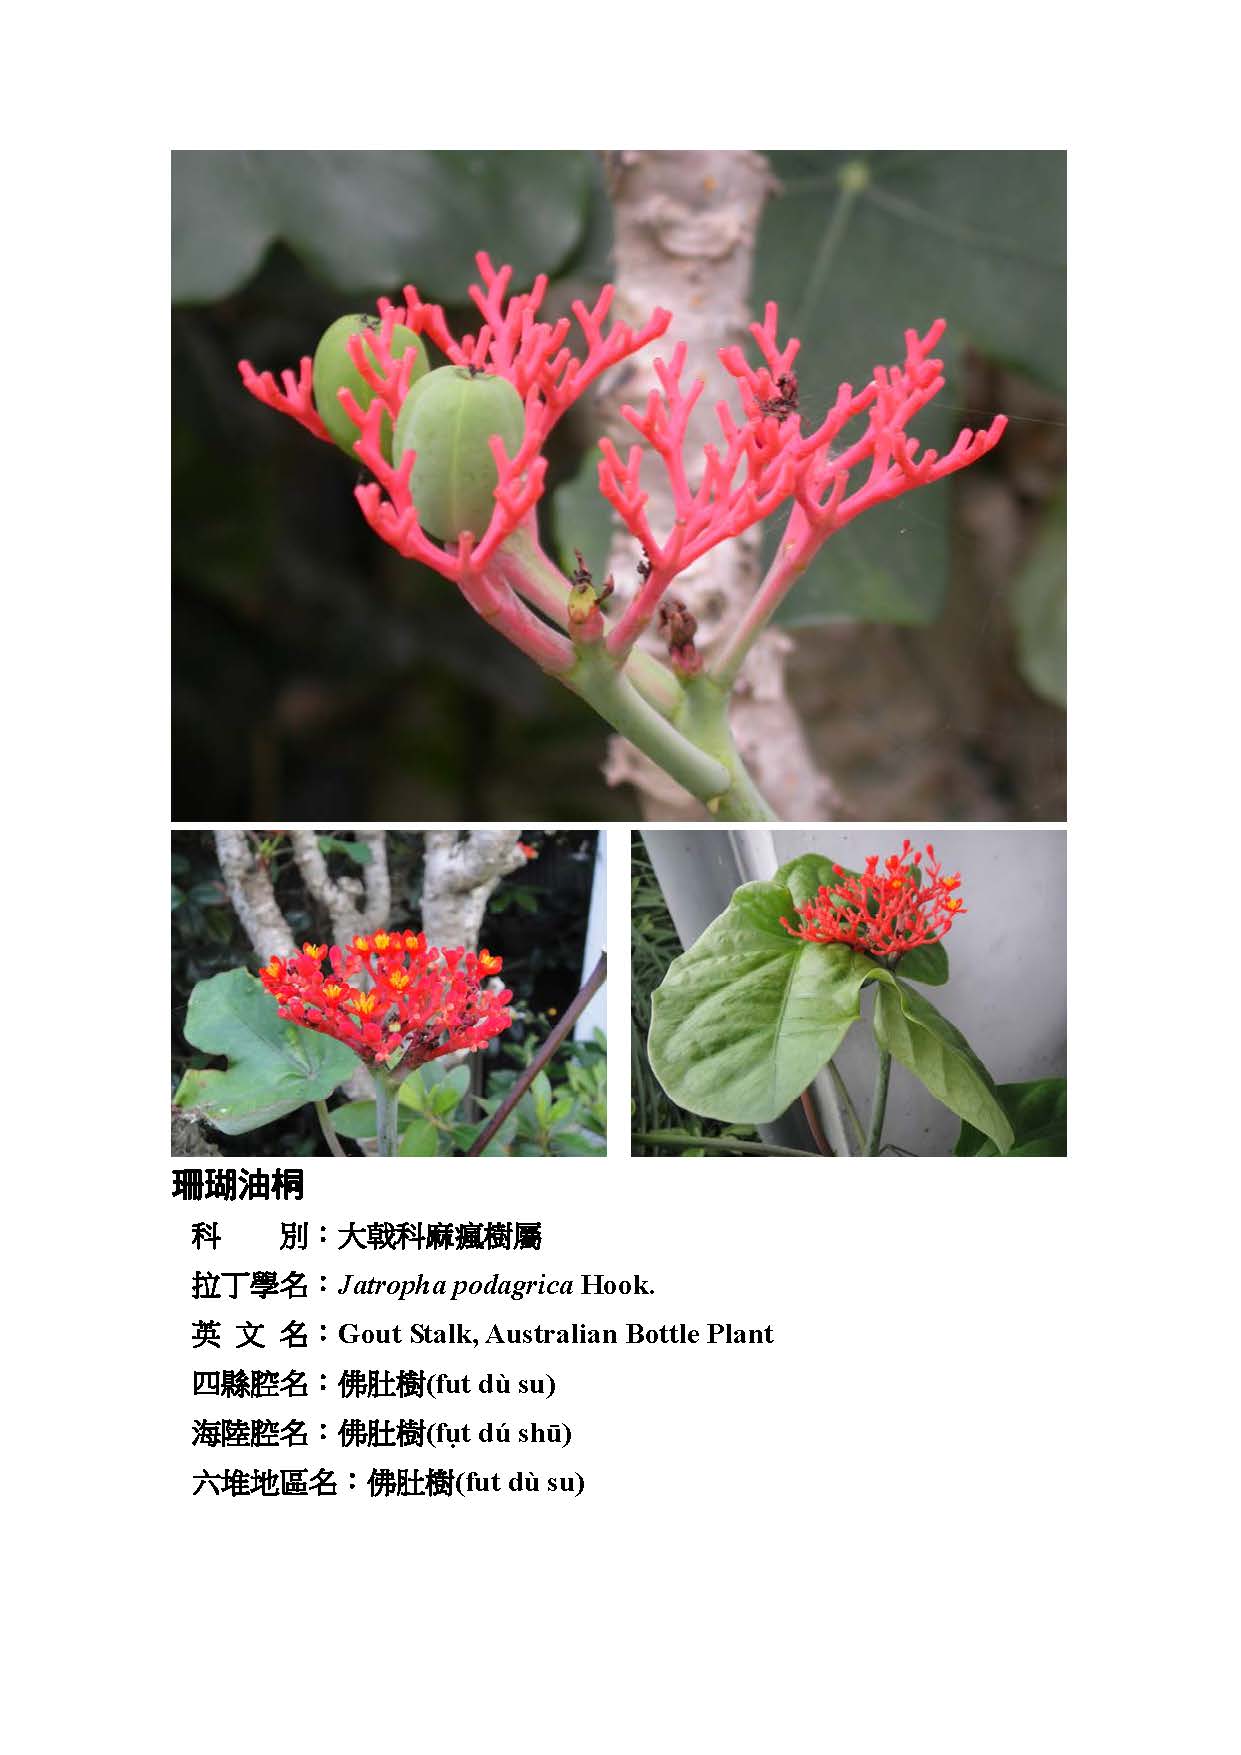 珊瑚油桐
科　　別：大戟科麻瘋樹屬
拉丁學名：Jatropha podagrica Hook.
英 文 名：Gout Stalk, Australian Bottle Plant
四縣腔名：佛肚樹(fut dù su)
海陸腔名：佛肚樹(fu̍t dú shū)
六堆地區名：佛肚樹(fut dù su)